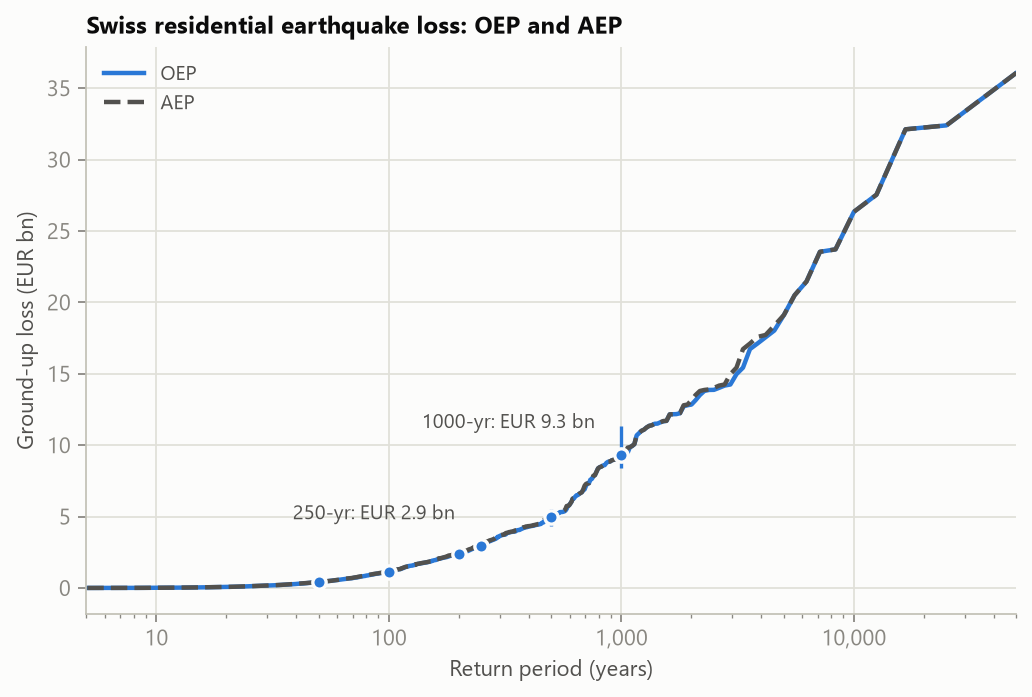 Swiss residential earthquake loss: OEP and AEP
OEP
AEP
35
30
25
20
15
10
5
0
Ground-up loss (EUR bn)
1000-yr: EUR 9.3 bn
250-yr: EUR 2.9 bn
10
100
1,000
10,000
Return period (years)